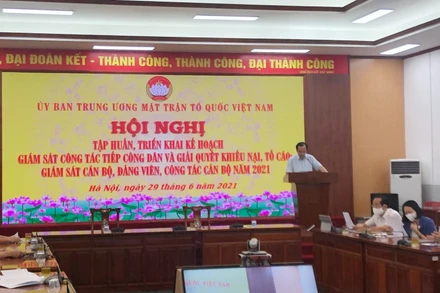 ĐẠI ĐOÀN KẾT - THÀNH CÔNG, THÀNH CÔNG, ĐẠI THÀNH CÔNG
ỦY BAN TRUNG ƯƠNG MẶT TRẬN TỔ QUỐC VIỆT NAM
HỘI NGHỊ
TẬP HUẤN, TRIỂN KHAI KẾ HOẠCH
GIÁM SÁT CÔNG TÁC TIẾP CÔNG DÂN VÀ GIẢI QUYẾT KHIẾU NẠI, TỐ CÁO
GIÁM SÁT CÁN BỘ, ĐẢNG VIÊN, CÔNG TÁC CÁN BỘ NĂM 2021
Hà Nội, ngày 29 tháng 6 năm 2021
QUỐC VIỆT NAM